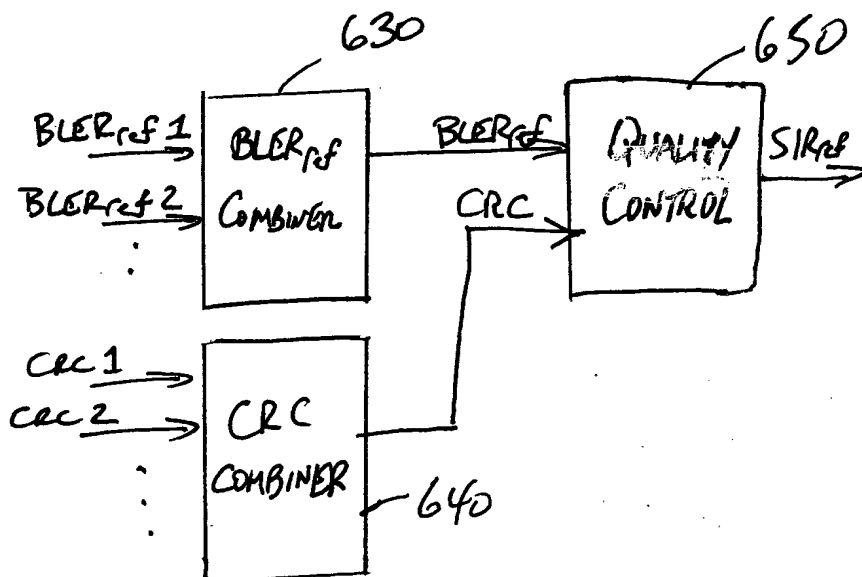 630
650
BLERref 1
BLERref 2
BLERref
COMBINER
BLERref
CRC
QUALITY
CONTROL
SIRref
CRC 1
CRC 2
CRC
COMBINER
640